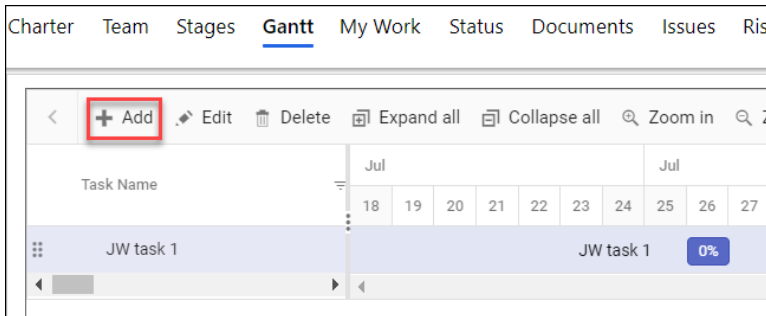 Charter Team Stages Gantt My Work Status Documents Issues Ris
Add Edit Delete Expand all Collapse all Zoom in
Jul Jul
Task Name
18 19 20 21 22 23 24 25 26 27
JW task 1 JW task 1 0%